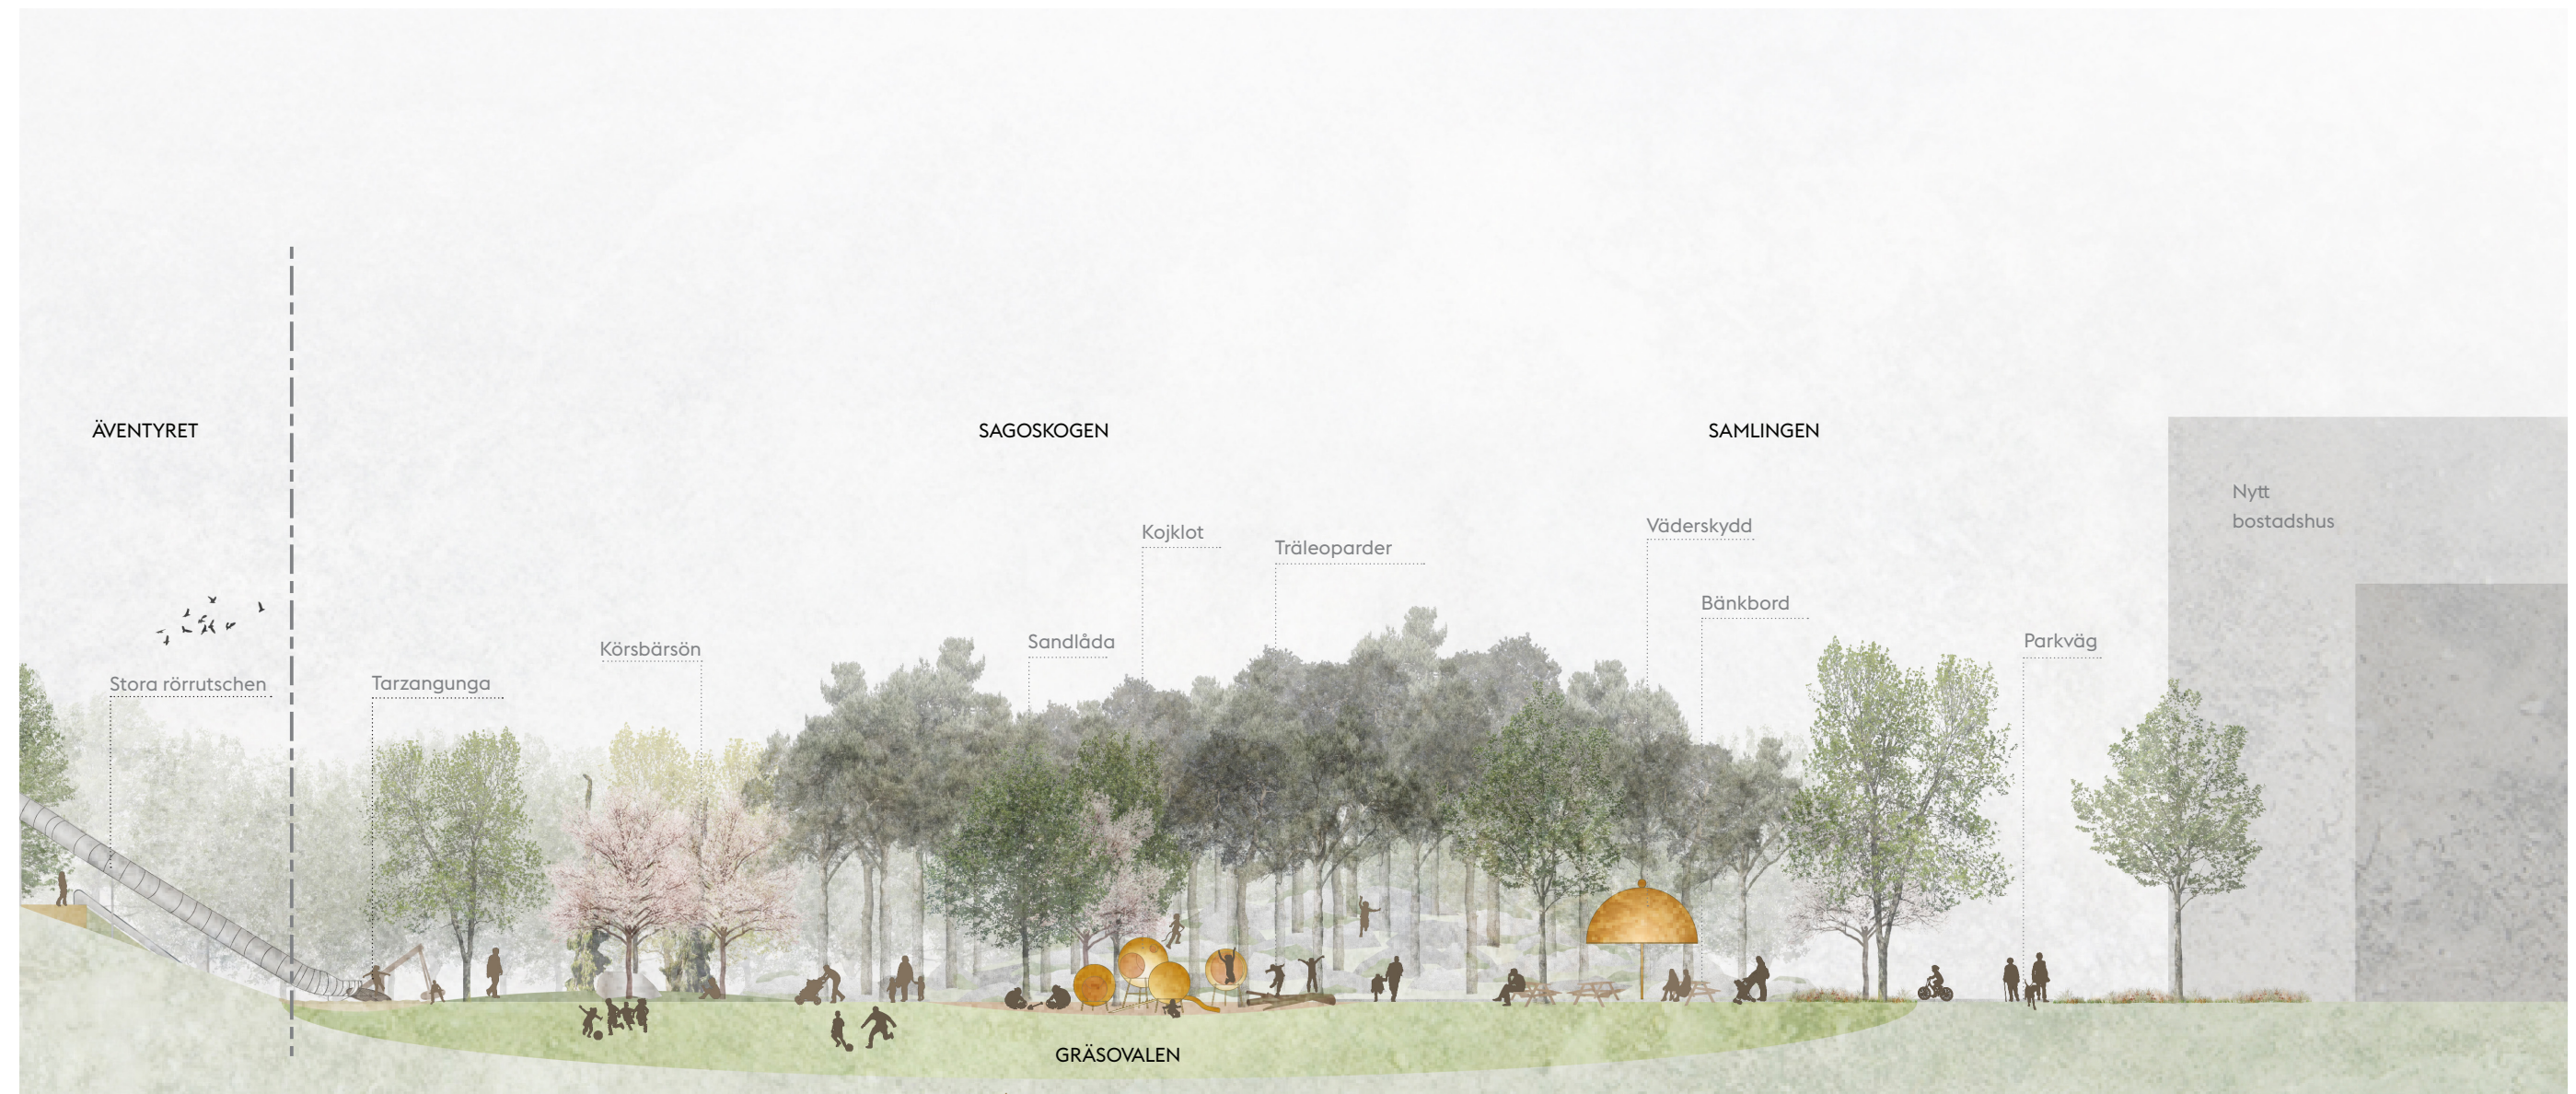 ÄVENTYRET
SAGOSKOGEN
SAMLINGEN
Nytt
bostadshus
Kojklot
Träleoparder
Väderskydd
Bänkbord
Körsbärsön
Sandlåda
Parkväg
Stora rörrutschen
Tarzangunga
GRÄSOVALEN